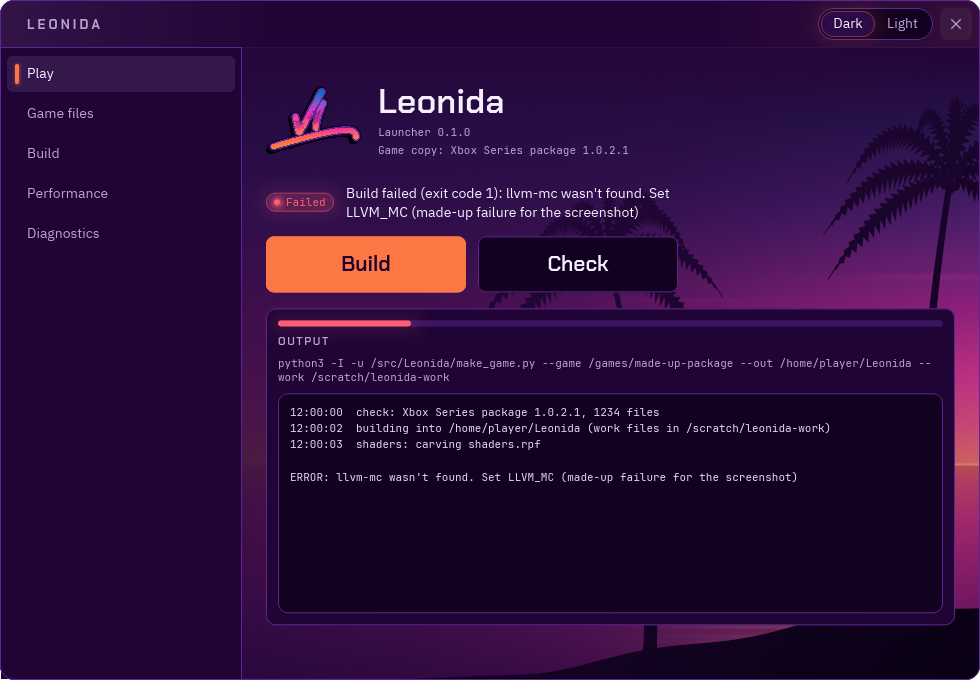 LEONIDA
Dark
Light
Play
Game files
Build
Performance
Diagnostics
VI
Leonida
Launcher 0.1.0
Game copy: Xbox Series package 1.0.2.1
Failed
Build failed (exit code 1): llvm-mc wasn't found. Set
LLVM_MC (made-up failure for the screenshot)
Build
Check
OUTPUT
python3 -I -u /src/Leonida/make_game.py --game /games/made-up-package --out /home/player/Leonida --
work /scratch/leonida-work
12:00:00 check: Xbox Series package 1.0.2.1, 1234 files
12:00:02 building into /home/player/Leonida (work files in /scratch/leonida-work)
12:00:03 shaders: carving shaders.rpf
ERROR: llvm-mc wasn't found. Set LLVM_MC (made-up failure for the screenshot)